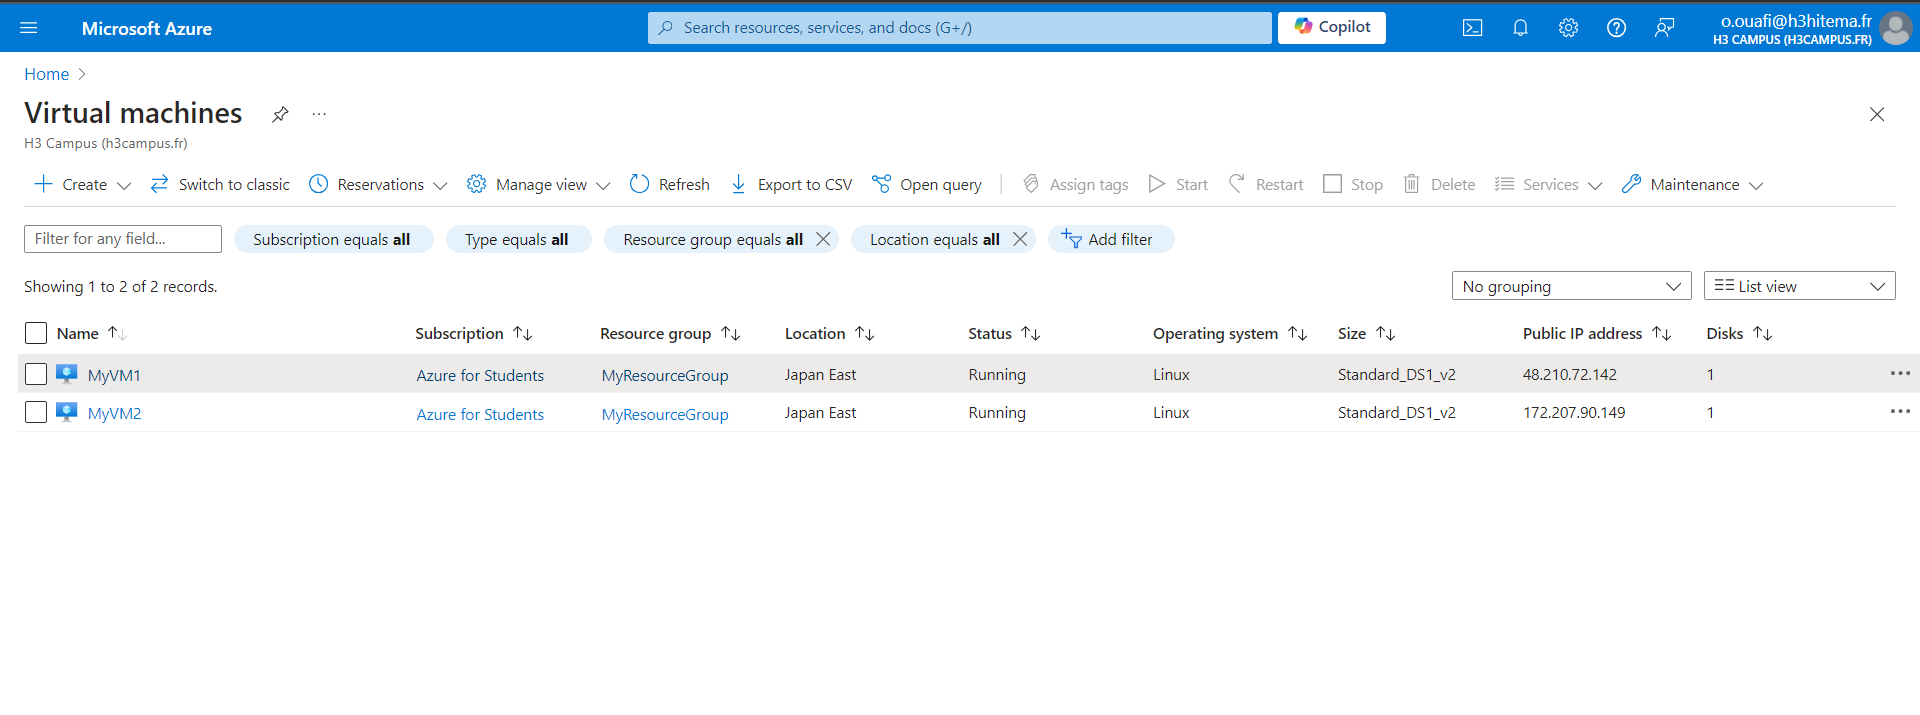 Microsoft Azure
Search resources, services, and docs (G+/)
Copilot
o.ouafi@h3hitema.fr
H3 CAMPUS (H3CAMPUS.FR)
Home
Virtual machines
H3 Campus (h3campus.fr)
Create
Switch to classic
Reservations
Manage view
Refresh
Export to CSV
Open query
Assign tags
Start
Restart
Stop
Delete
Services
Maintenance
Filter for any field...
Subscription equals all
Type equals all
Resource group equals all
Location equals all
Add filter
Showing 1 to 2 of 2 records.
No grouping
List view
Name Subscription Resource group Location Status Operating system Size Public IP address Disks
MyVM1 Azure for Students MyResourceGroup Japan East Running Linux Standard_DS1_v2 48.210.72.142 1
MyVM2 Azure for Students MyResourceGroup Japan East Running Linux Standard_DS1_v2 172.207.90.149 1